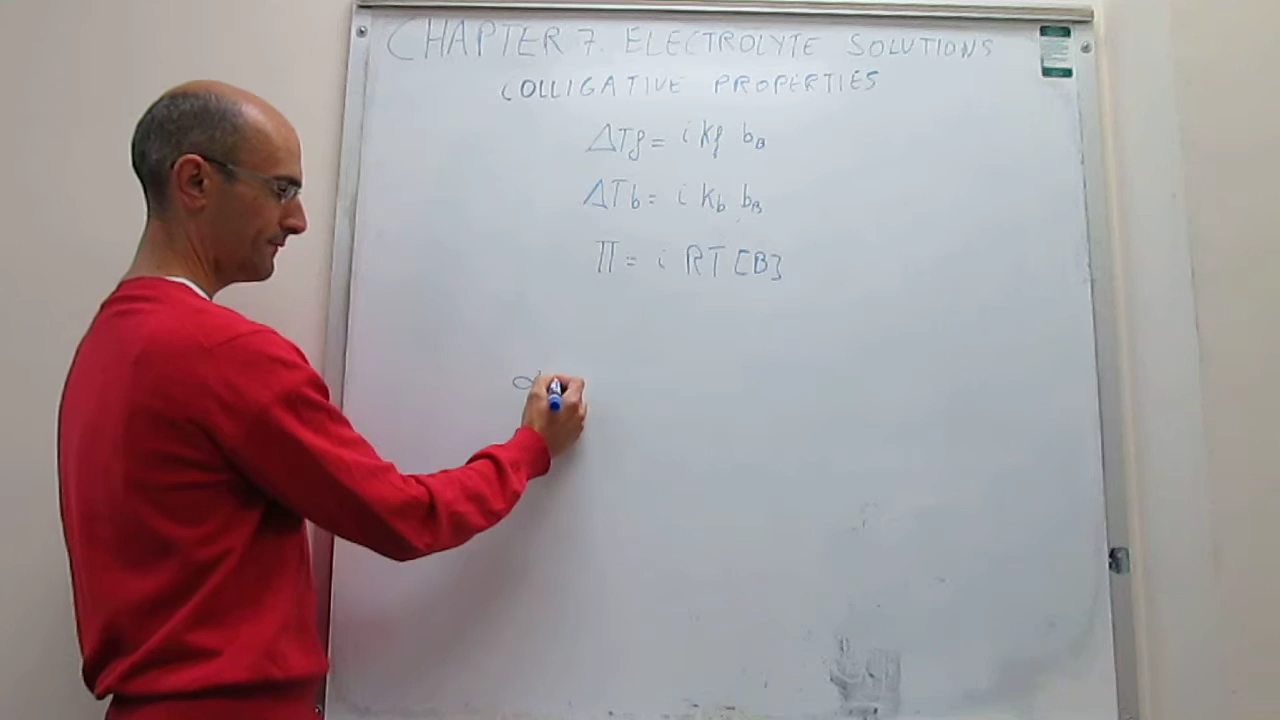 CHAPTER 7. ELECTROLYTE SOLUTIONS
COLLIGATIVE PROPERTIES
ΔTf = i Kf bB
ΔTb = i Kb bB
Π = i RT [B]
α